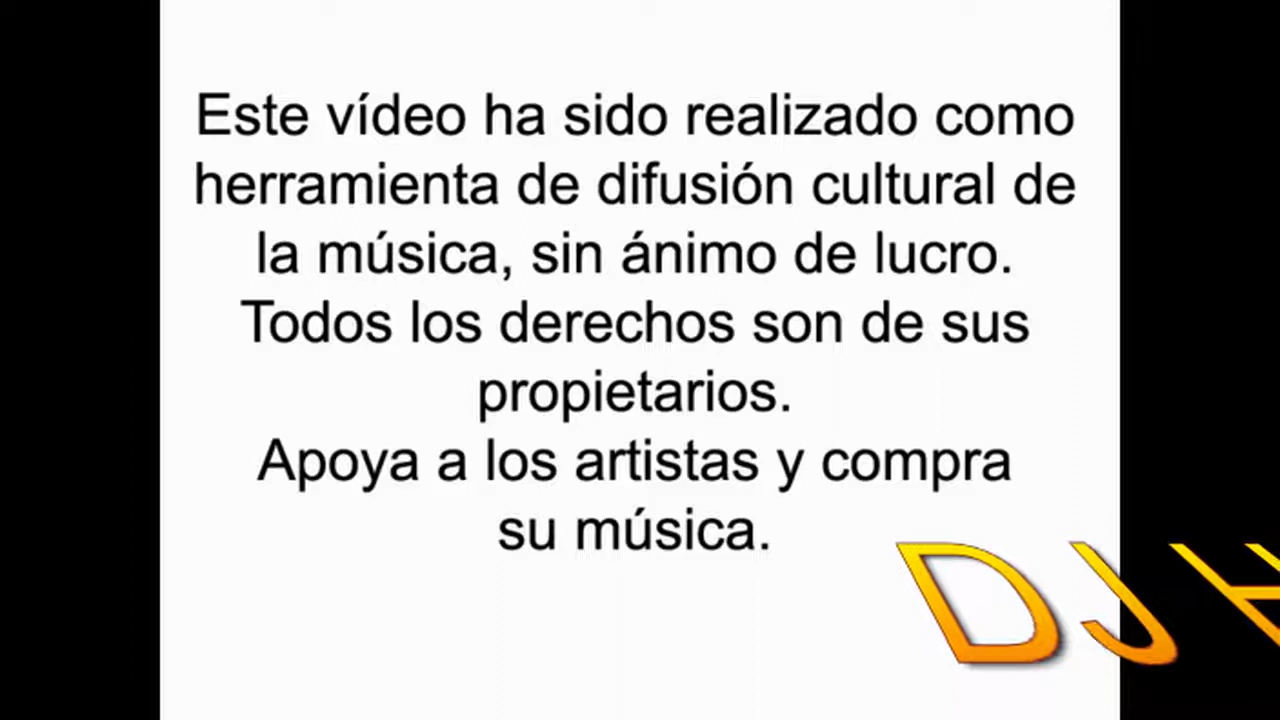 Este vídeo ha sido realizado como
herramienta de difusión cultural de
la música, sin ánimo de lucro.
Todos los derechos son de sus
propietarios.
Apoya a los artistas y compra
su música.
DJ